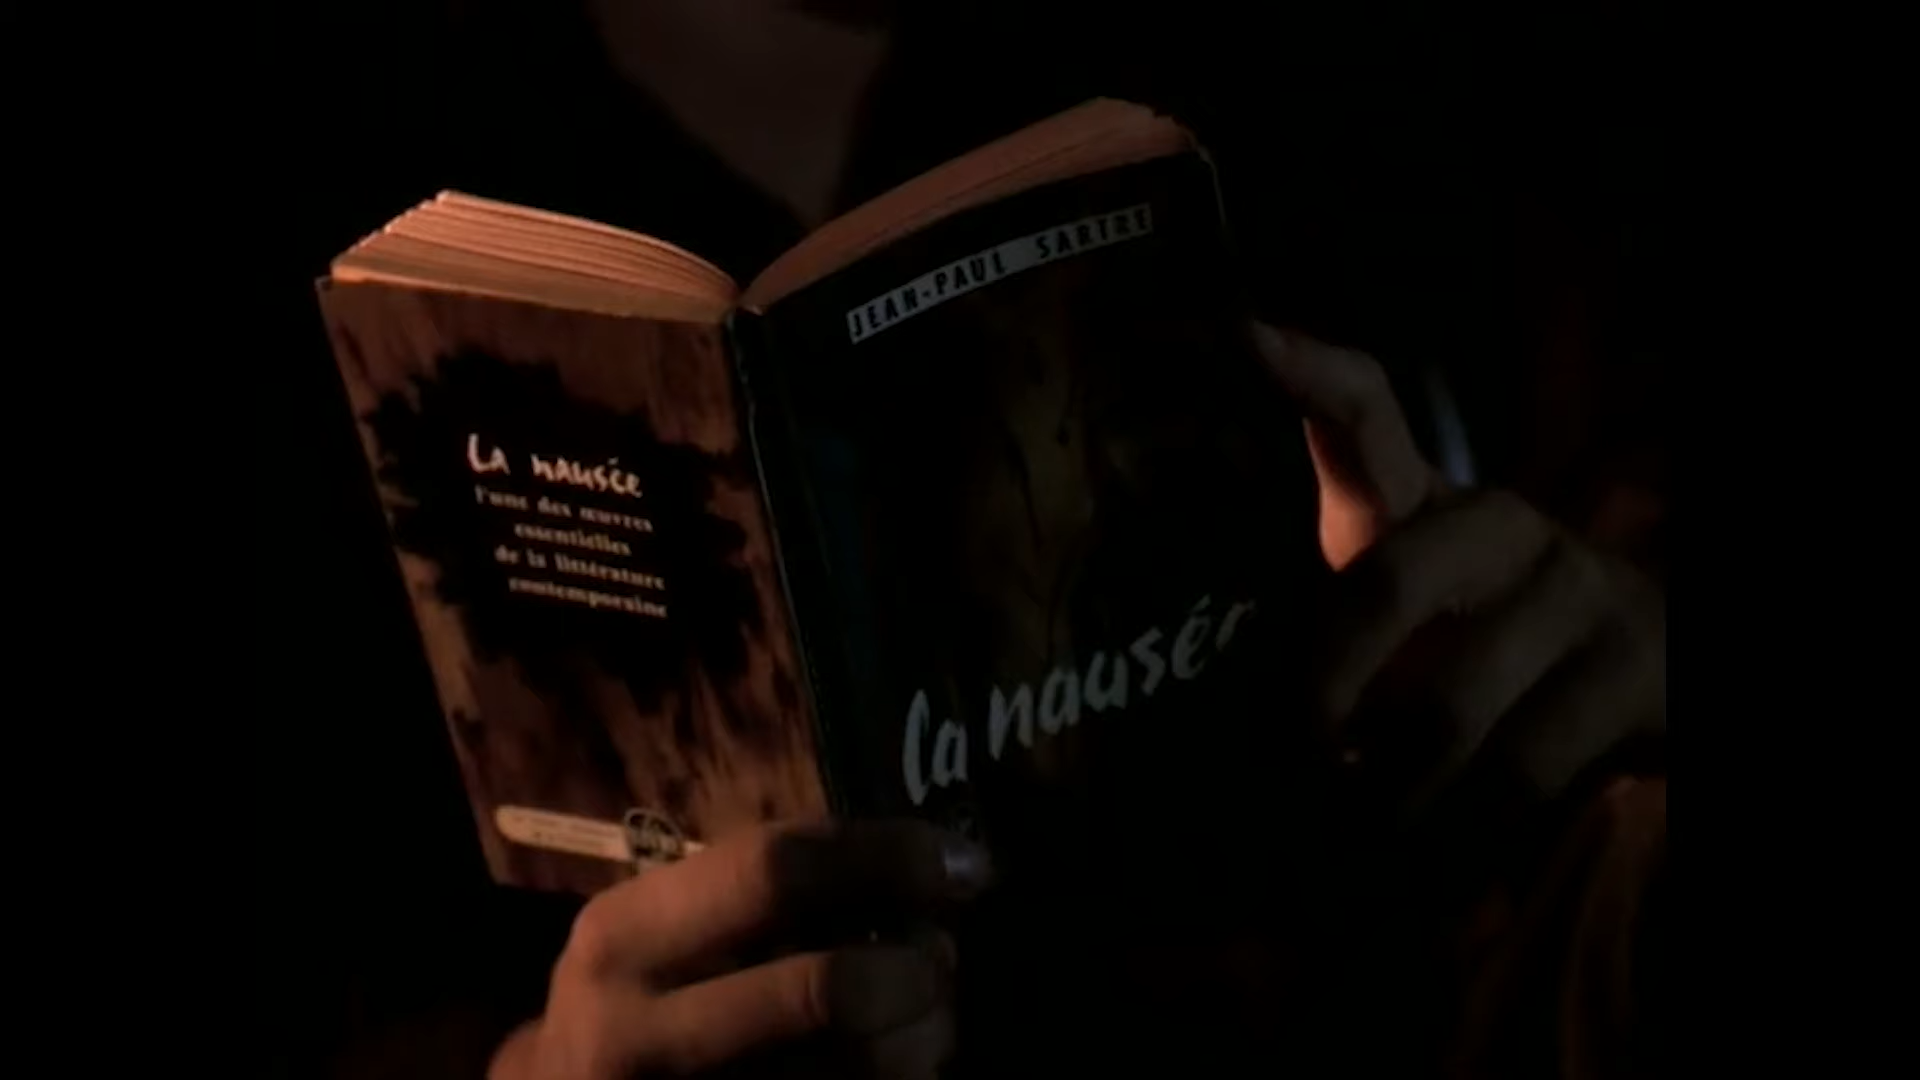 La nausée
l'une des œuvres
essentielles
de la littérature
contemporaine
JEAN-PAUL SARTRE
la nausée